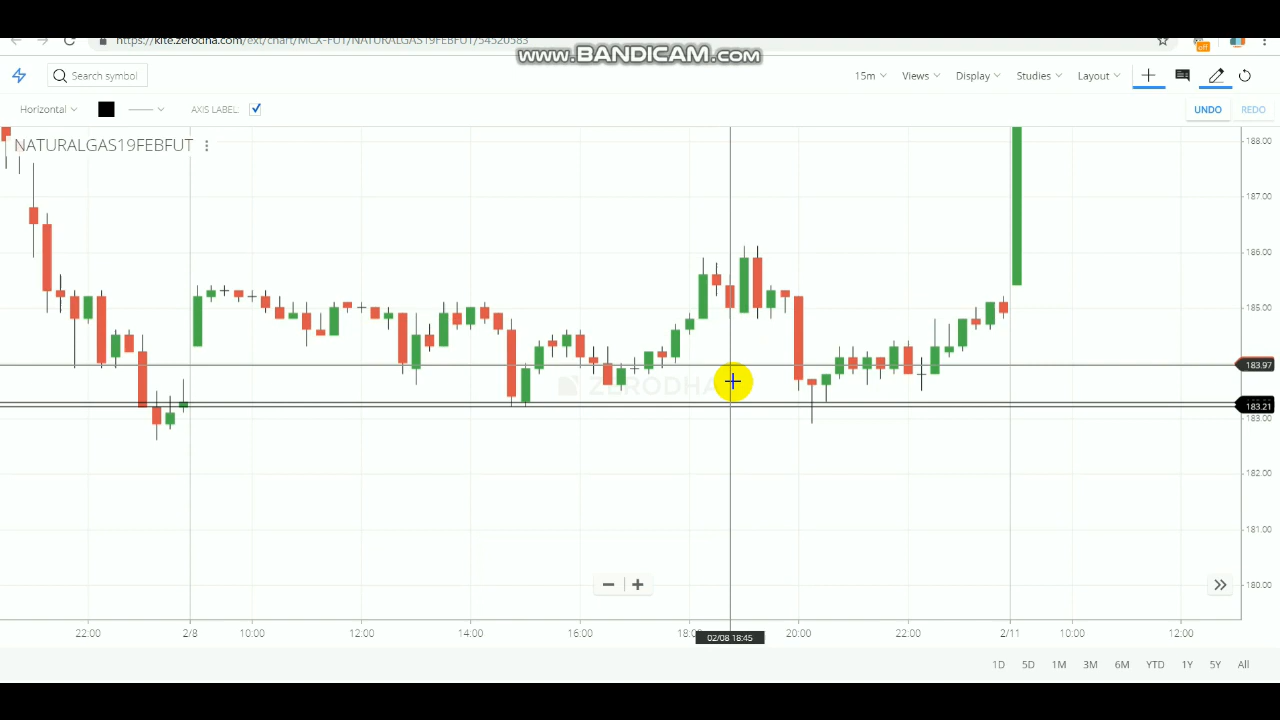 https://kite.zerodha.com/ext/chart/MCX-FUT/NATURALGAS19FEBFUT/54520583
www.BANDICAM.com
off
Search symbol
15m Views Display Studies Layout
Horizontal AXIS LABEL: UNDO REDO
NATURALGAS19FEBFUT
188.00
187.00
186.00
185.00
183.97
ZERODHA
183.21
183.00
182.00
181.00
180.00
22:00 2/8 10:00 12:00 14:00 16:00 18:00 20:00 22:00 2/11 10:00 12:00
02/08 18:45
1D 5D 1M 3M 6M YTD 1Y 5Y All